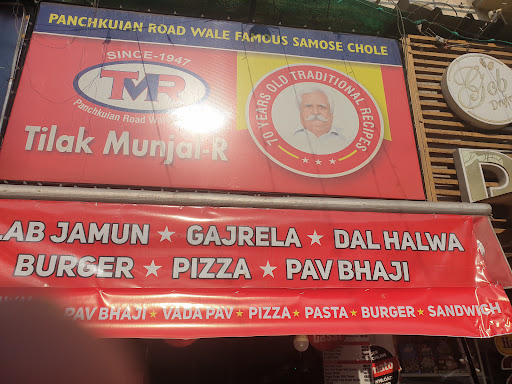 PANCHKUIAN ROAD WALE FAMOUS SAMOSE CHOLE
SINCE-1947
TMR
Panchkuian Road Wal
Tilak Munjal-R
70 YEARS OLD TRADITIONAL RECIPES
LAB JAMUN ★ GAJRELA ★ DAL HALWA
BURGER ★ PIZZA ★ PAV BHAJI
PAV BHAJI ★ VADA PAV ★ PIZZA ★ PASTA ★ BURGER ★ SANDWICH